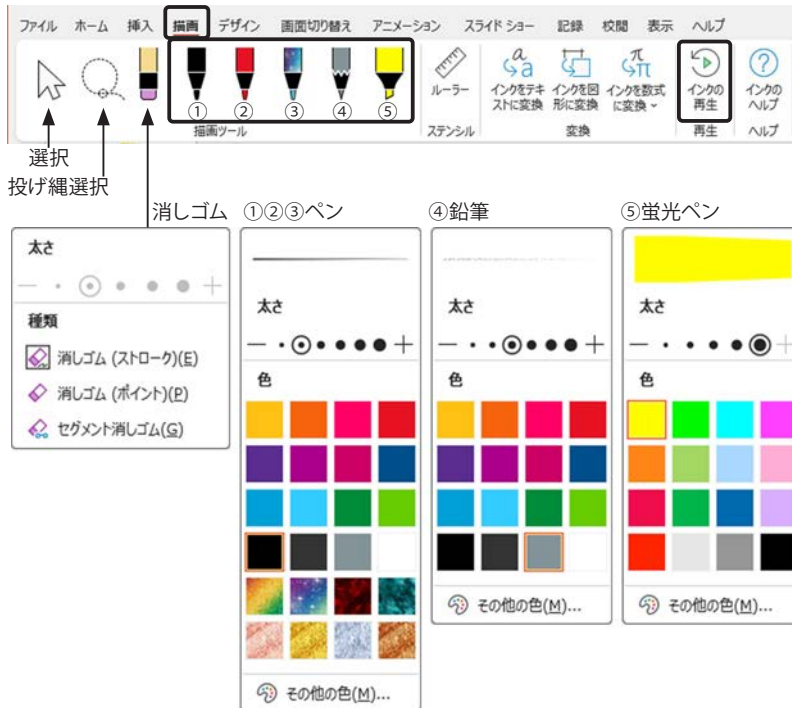 ファイル ホーム 挿入 描画 デザイン 画面切り替え アニメーション スライド ショー 記録 校閲 表示 ヘルプ
① ② ③ ④ ⑤
ルーラー
インクをテキストに変換
インクを図形に変換
インクを数式に変換
インクの再生
インクのヘルプ
描画ツール ステンシル 変換 再生 ヘルプ
選択
投げ縄選択
消しゴム ①②③ペン ④鉛筆 ⑤蛍光ペン
太さ
種類
消しゴム (ストローク)(E)
消しゴム (ポイント)(P)
セグメント消しゴム(G)
太さ
色
その他の色(M)...
太さ
色
その他の色(M)...
太さ
色
その他の色(M)...